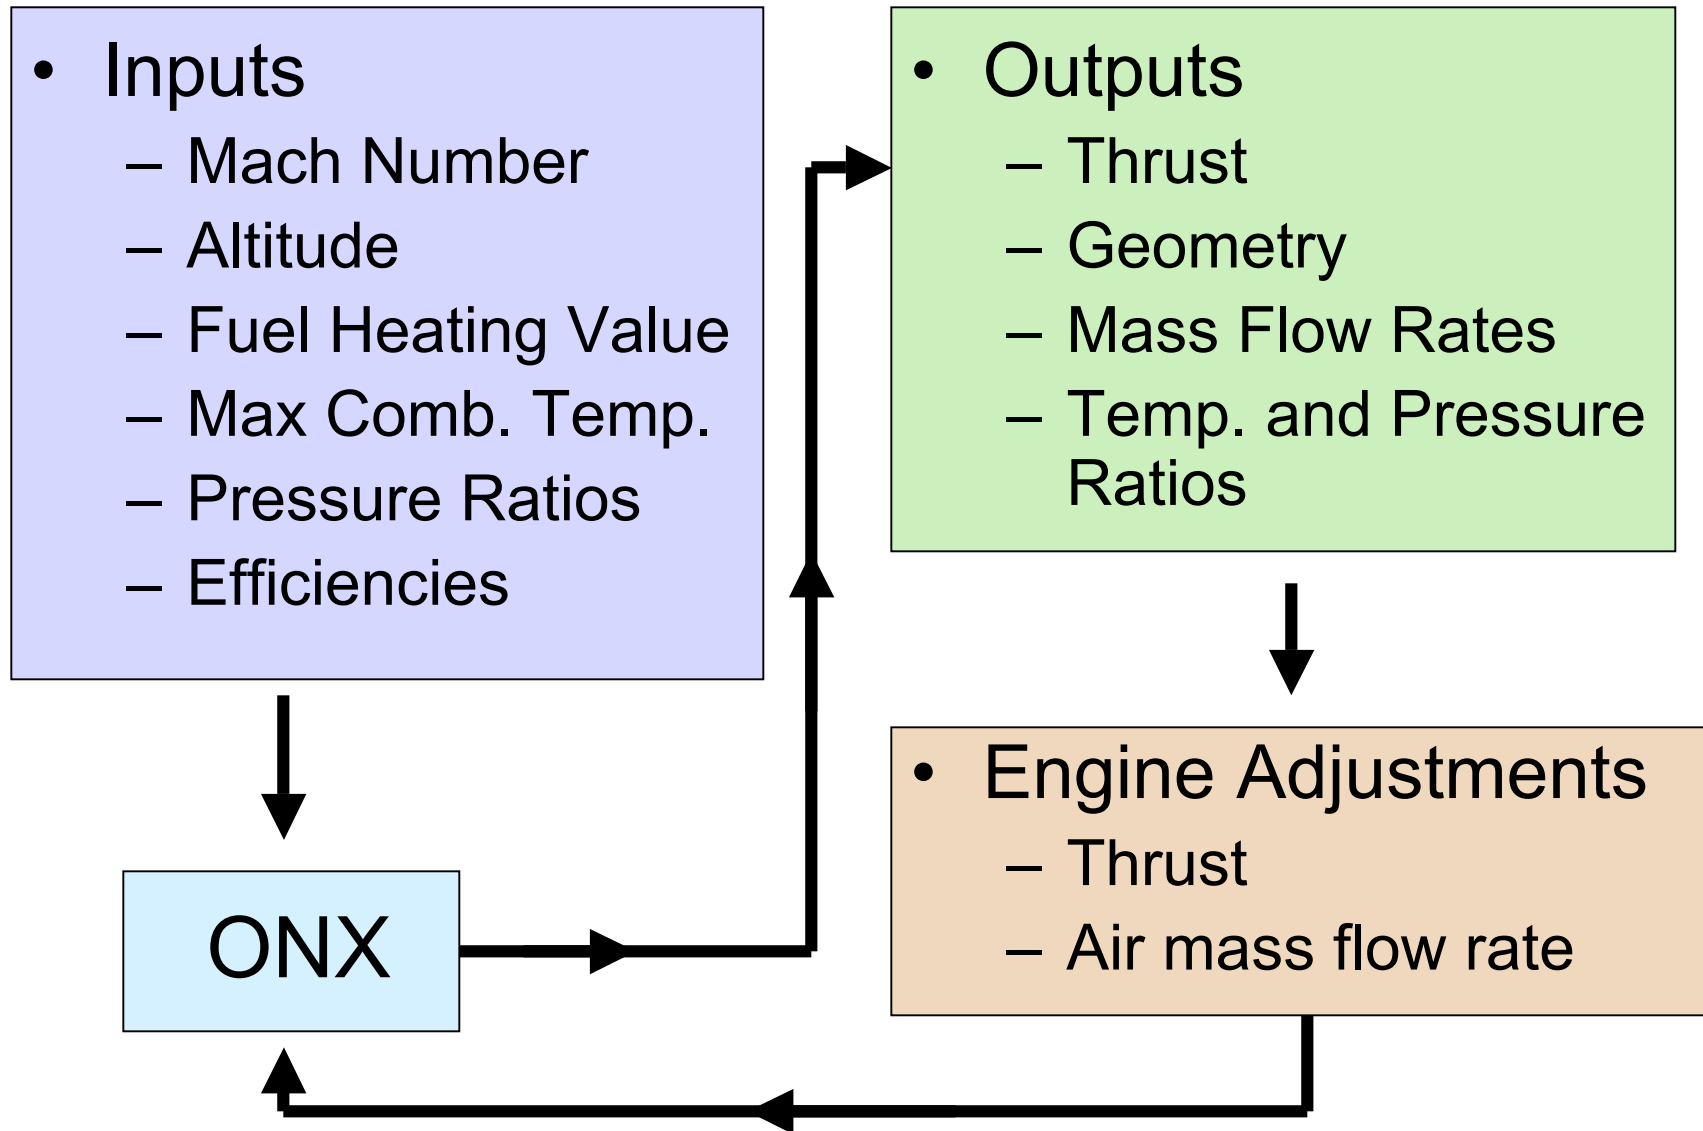 • Inputs
– Mach Number
– Altitude
– Fuel Heating Value
– Max Comb. Temp.
– Pressure Ratios
– Efficiencies
ONX
• Outputs
– Thrust
– Geometry
– Mass Flow Rates
– Temp. and Pressure
Ratios
• Engine Adjustments
– Thrust
– Air mass flow rate